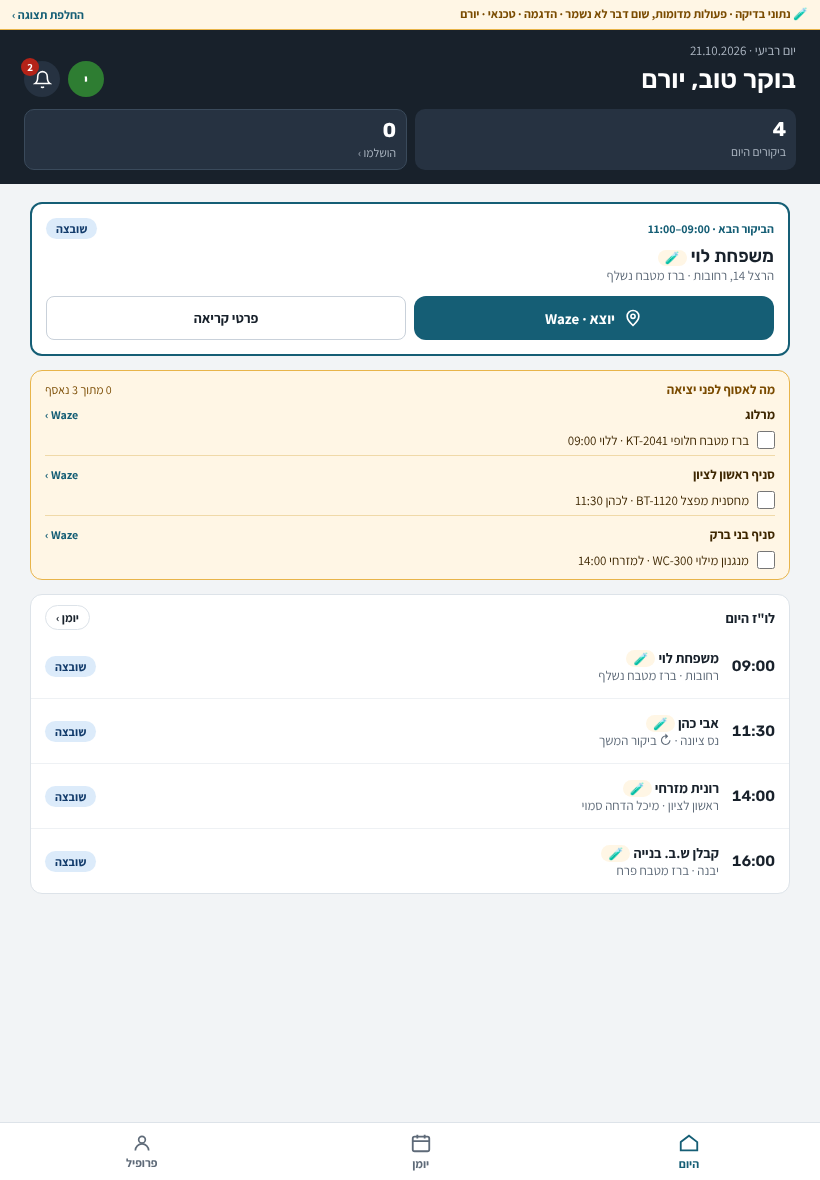 🧪 נתוני בדיקה · פעולות מדומות, שום דבר לא נשמר · הדגמה · טכנאי · יורם
החלפת תצוגה ›
יום רביעי · 21.10.2026
בוקר טוב, יורם
י
2
4
ביקורים היום
0
הושלמו ›
הביקור הבא · 09:00–11:00
שובצה
משפחת לוי 🧪
הרצל 14, רחובות · ברז מטבח נשלף
יוצא · Waze
פרטי קריאה
מה לאסוף לפני יציאה
0 מתוך 3 נאסף
מרלוג
Waze ›
ברז מטבח חלופי KT-2041 · ללוי 09:00
סניף ראשון לציון
Waze ›
מחסנית מפצל BT-1120 · לכהן 11:30
סניף בני ברק
Waze ›
מנגנון מילוי WC-300 · למזרחי 14:00
לו"ז היום
יומן ›
09:00
משפחת לוי 🧪
רחובות · ברז מטבח נשלף
שובצה
11:30
אבי כהן 🧪
נס ציונה · ↻ ביקור המשך
שובצה
14:00
רונית מזרחי 🧪
ראשון לציון · מיכל הדחה סמוי
שובצה
16:00
קבלן ש.ב. בנייה 🧪
יבנה · ברז מטבח פרח
שובצה
היום
יומן
פרופיל